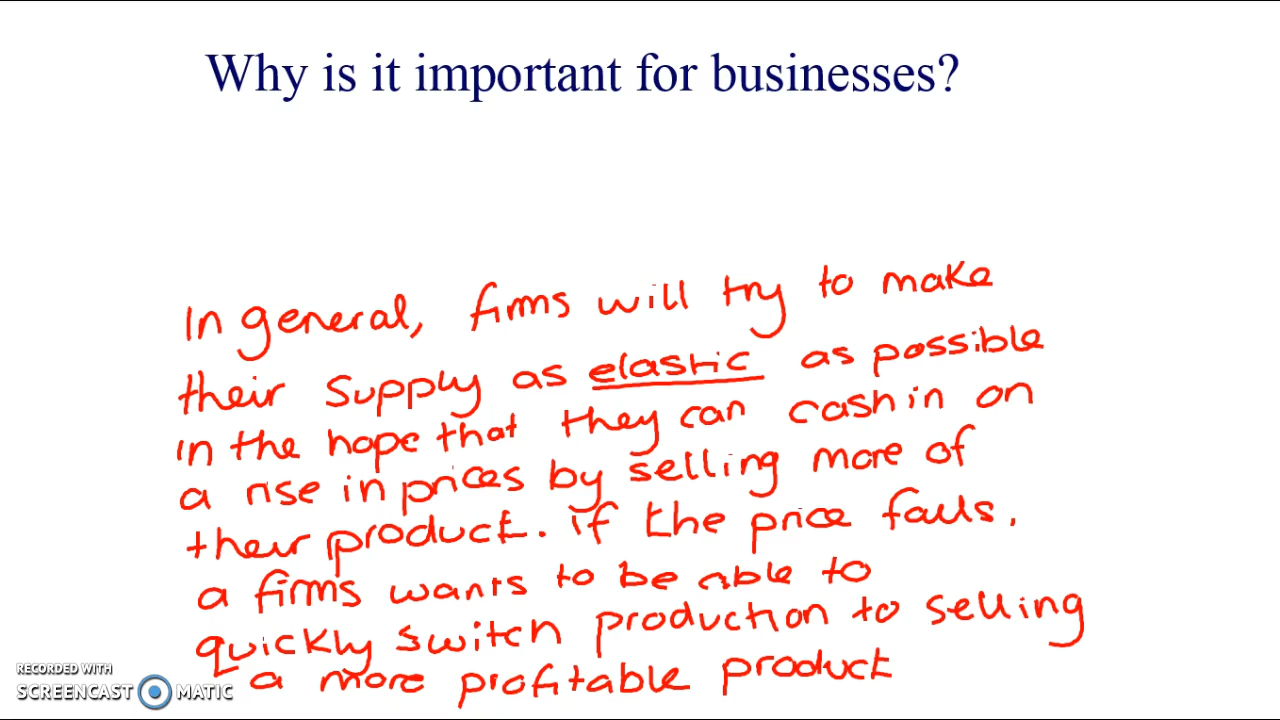 Why is it important for businesses?
In general, firms will try to make
their supply as elastic as possible
in the hope that they can cash in on
a rise in prices by selling more of
their product. if the price falls,
a firms wants to be able to
quickly switch production to selling
a more profitable product
RECORDED WITH
SCREENCAST MATIC